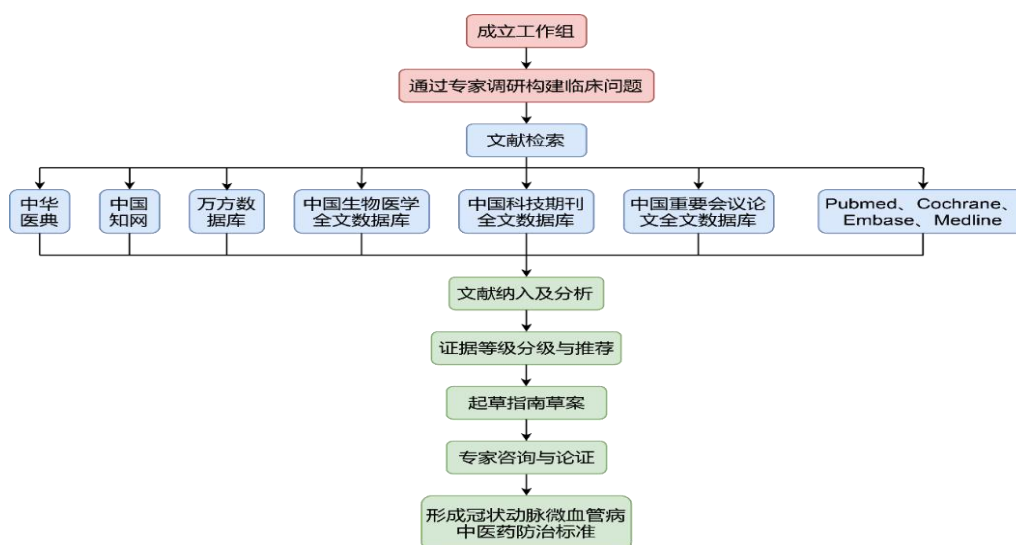 成立工作组
通过专家调研构建临床问题
文献检索
中华
医典
中国
知网
万方数
据库
中国生物医学
全文数据库
中国科技期刊
全文数据库
中国重要会议论
文全文数据库
Pubmed、Cochrane、
Embase、Medline
文献纳入及分析
证据等级分级与推荐
起草指南草案
专家咨询与论证
形成冠状动脉微血管病
中医药防治标准